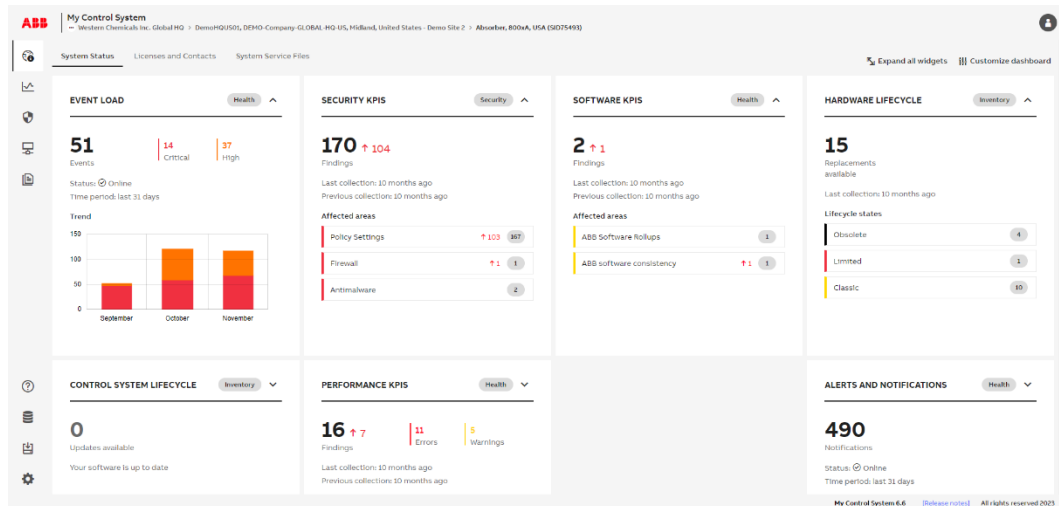 ABB
My Control System
Western Chemicals Inc. Global HQ > DemoHQUS01, DEMO-Company-GLOBAL-HQ-US, Midland, United States - Demo Site 2 > Absorber, 800xA, USA (SID75493)
System Status Licenses and Contacts System Service Files
Expand all widgets Customize dashboard
EVENT LOAD Health
51
Events
14
Critical
37
High
Status: Online
Time period: last 31 days
Trend
150
100
50
0
September October November
SECURITY KPIS Security
170 ↑ 104
Findings
Last collection: 10 months ago
Previous collection: 10 months ago
Affected areas
Policy Settings ↑ 103 167
Firewall ↑ 1 1
Antimalware 2
SOFTWARE KPIS Health
2 ↑ 1
Findings
Last collection: 10 months ago
Previous collection: 10 months ago
Affected areas
ABB Software Rollups 1
ABB software consistency ↑ 1 1
HARDWARE LIFECYCLE Inventory
15
Replacements
available
Last collection: 10 months ago
Lifecycle states
Obsolete 4
Limited 1
Classic 10
CONTROL SYSTEM LIFECYCLE Inventory
0
Updates available
Your software is up to date
PERFORMANCE KPIS Health
16 ↑ 7
Findings
11
Errors
5
Warnings
Last collection: 10 months ago
Previous collection: 10 months ago
ALERTS AND NOTIFICATIONS Health
490
Notifications
Status: Online
Time period: last 31 days
My Control System 6.6 [Release notes] All rights reserved 2023